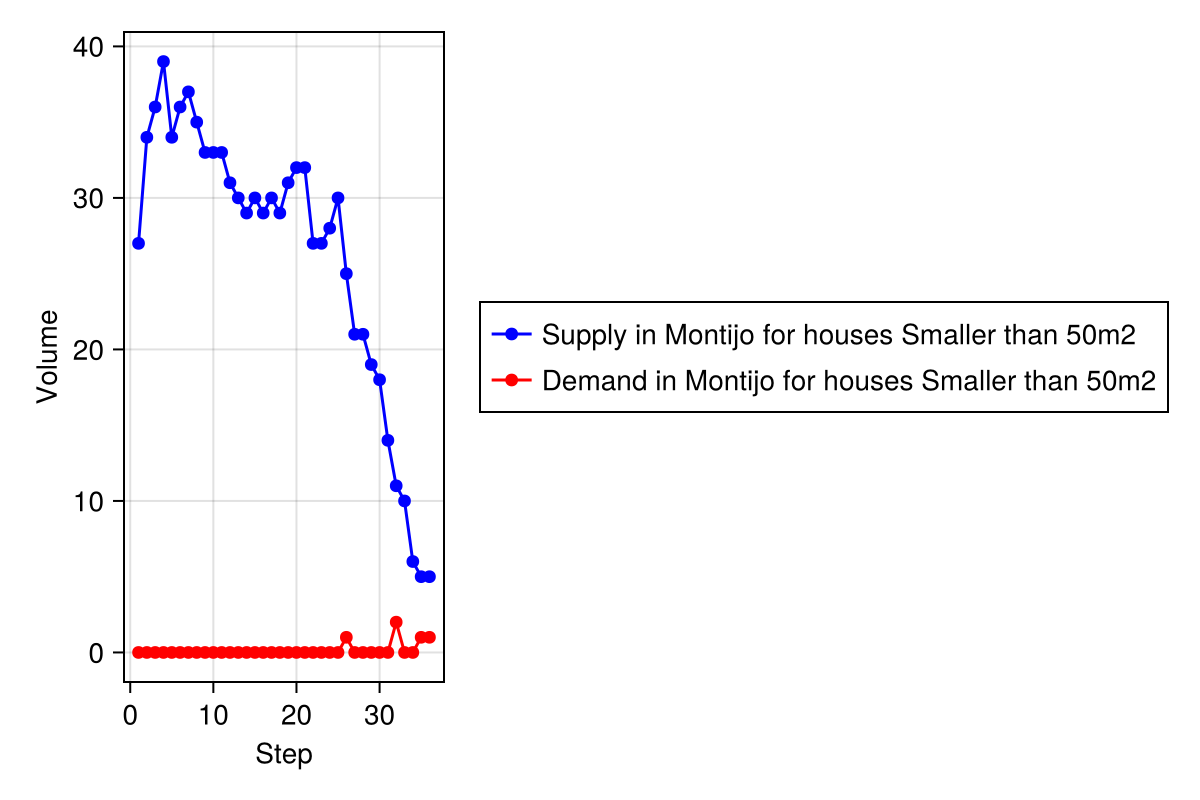 40
30
20
10
0
Volume
0 10 20 30
Step
Supply in Montijo for houses Smaller than 50m2
Demand in Montijo for houses Smaller than 50m2